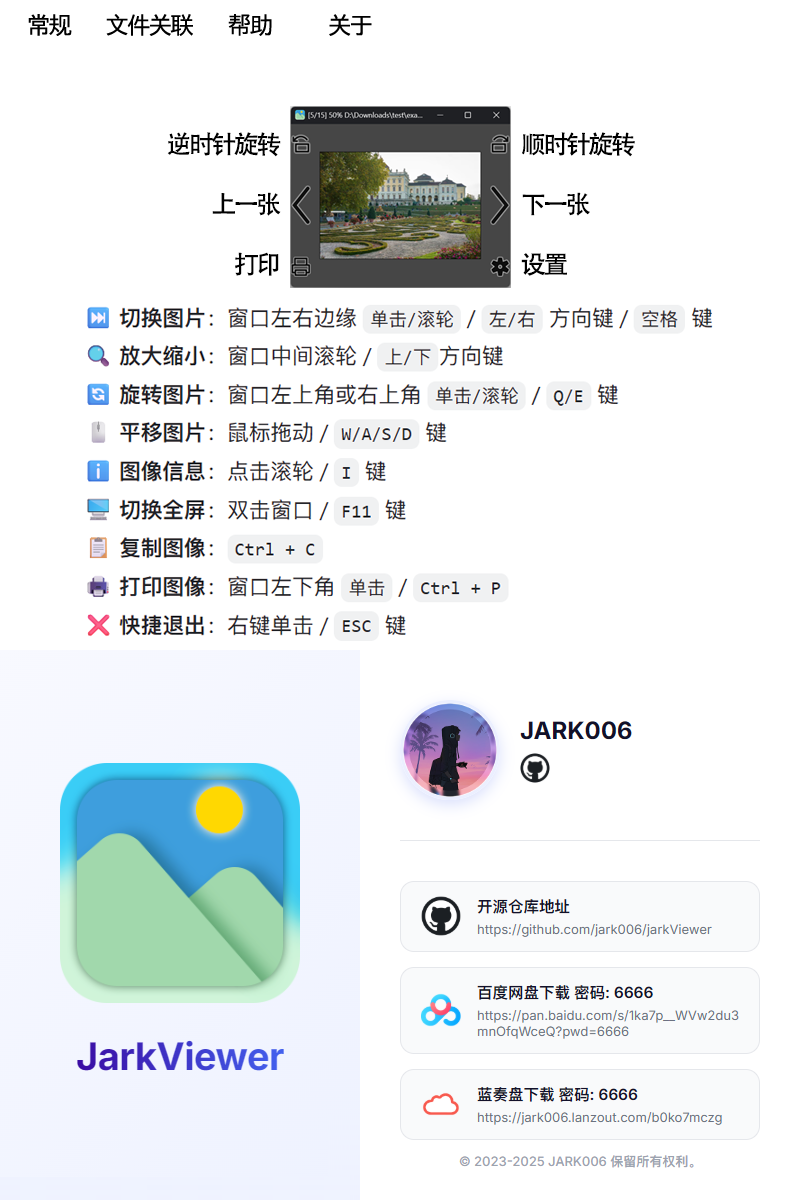 常规 文件关联 帮助 关于
[5/15] 50% D:\Downloads\test\exa...
逆时针旋转 顺时针旋转
上一张 下一张
打印 设置
切换图片：窗口左右边缘 单击/滚轮 / 左/右 方向键 / 空格 键
放大缩小：窗口中间滚轮 / 上/下 方向键
旋转图片：窗口左上角或右上角 单击/滚轮 / Q/E 键
平移图片：鼠标拖动 / W/A/S/D 键
图像信息：点击滚轮 / I 键
切换全屏：双击窗口 / F11 键
复制图像：Ctrl + C
打印图像：窗口左下角 单击 / Ctrl + P
快捷退出：右键单击 / ESC 键
JarkViewer
JARK006
开源仓库地址
https://github.com/jark006/jarkViewer
百度网盘下载 密码: 6666
https://pan.baidu.com/s/1ka7p__WVw2du3
mnOfqWceQ?pwd=6666
蓝奏盘下载 密码: 6666
https://jark006.lanzout.com/b0ko7mczg
© 2023-2025 JARK006 保留所有权利。